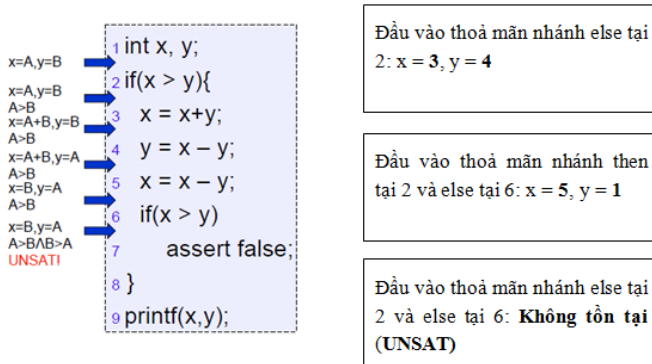 x=A,y=B
x=A,y=B
A>B
x=A+B,y=B
A>B
x=A+B,y=A
A>B
x=B,y=A
A>B
x=B,y=A
A>BΛB>A
UNSAT!
1 int x, y;
2 if(x > y){
3 x = x+y;
4 y = x – y;
5 x = x – y;
6 if(x > y)
7 assert false;
8 }
9 printf(x,y);
Đầu vào thoả mãn nhánh else tại
2: x = 3, y = 4
Đầu vào thoả mãn nhánh then
tại 2 và else tại 6: x = 5, y = 1
Đầu vào thoả mãn nhánh else tại
2 và else tại 6: Không tồn tại
(UNSAT)